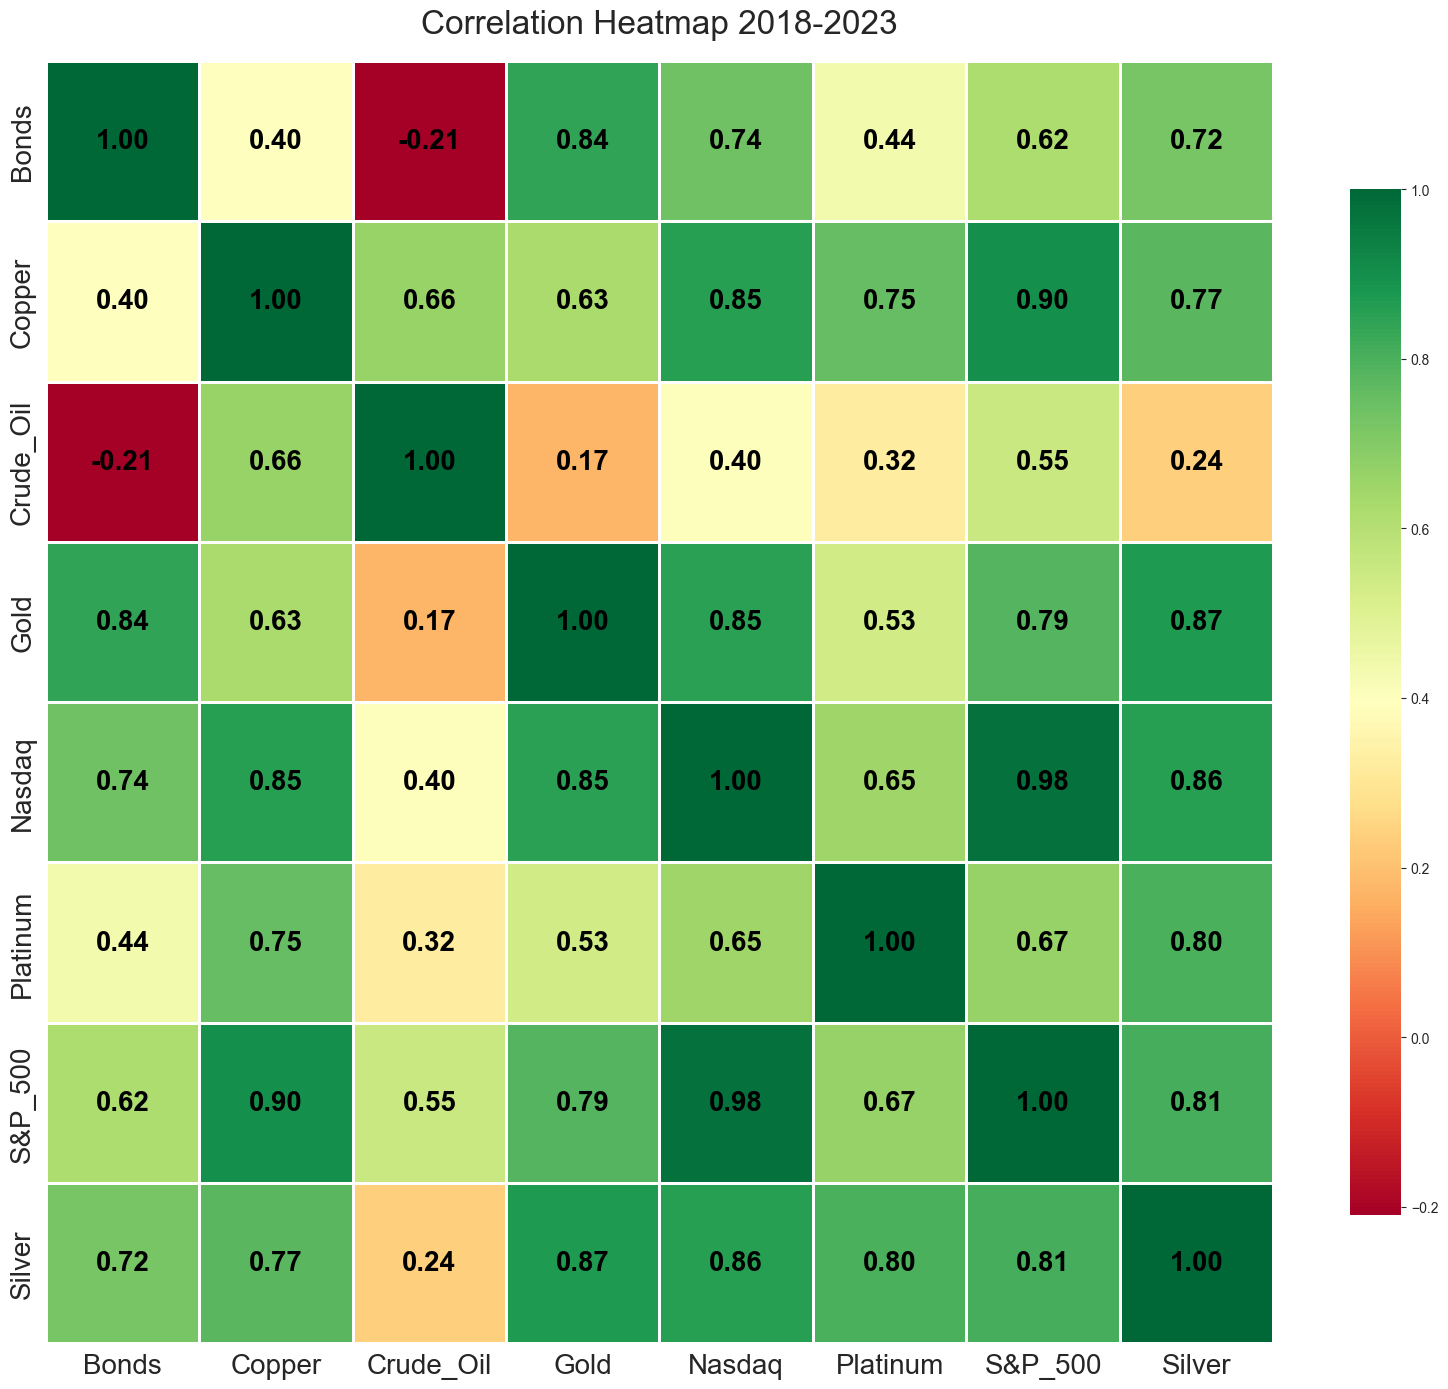 Correlation Heatmap 2018-2023
Bonds 1.00 0.40 -0.21 0.84 0.74 0.44 0.62 0.72
Copper 0.40 1.00 0.66 0.63 0.85 0.75 0.90 0.77
Crude_Oil -0.21 0.66 1.00 0.17 0.40 0.32 0.55 0.24
Gold 0.84 0.63 0.17 1.00 0.85 0.53 0.79 0.87
Nasdaq 0.74 0.85 0.40 0.85 1.00 0.65 0.98 0.86
Platinum 0.44 0.75 0.32 0.53 0.65 1.00 0.67 0.80
S&P_500 0.62 0.90 0.55 0.79 0.98 0.67 1.00 0.81
Silver 0.72 0.77 0.24 0.87 0.86 0.80 0.81 1.00
Bonds Copper Crude_Oil Gold Nasdaq Platinum S&P_500 Silver
1.0
0.8
0.6
0.4
0.2
0.0
−0.2